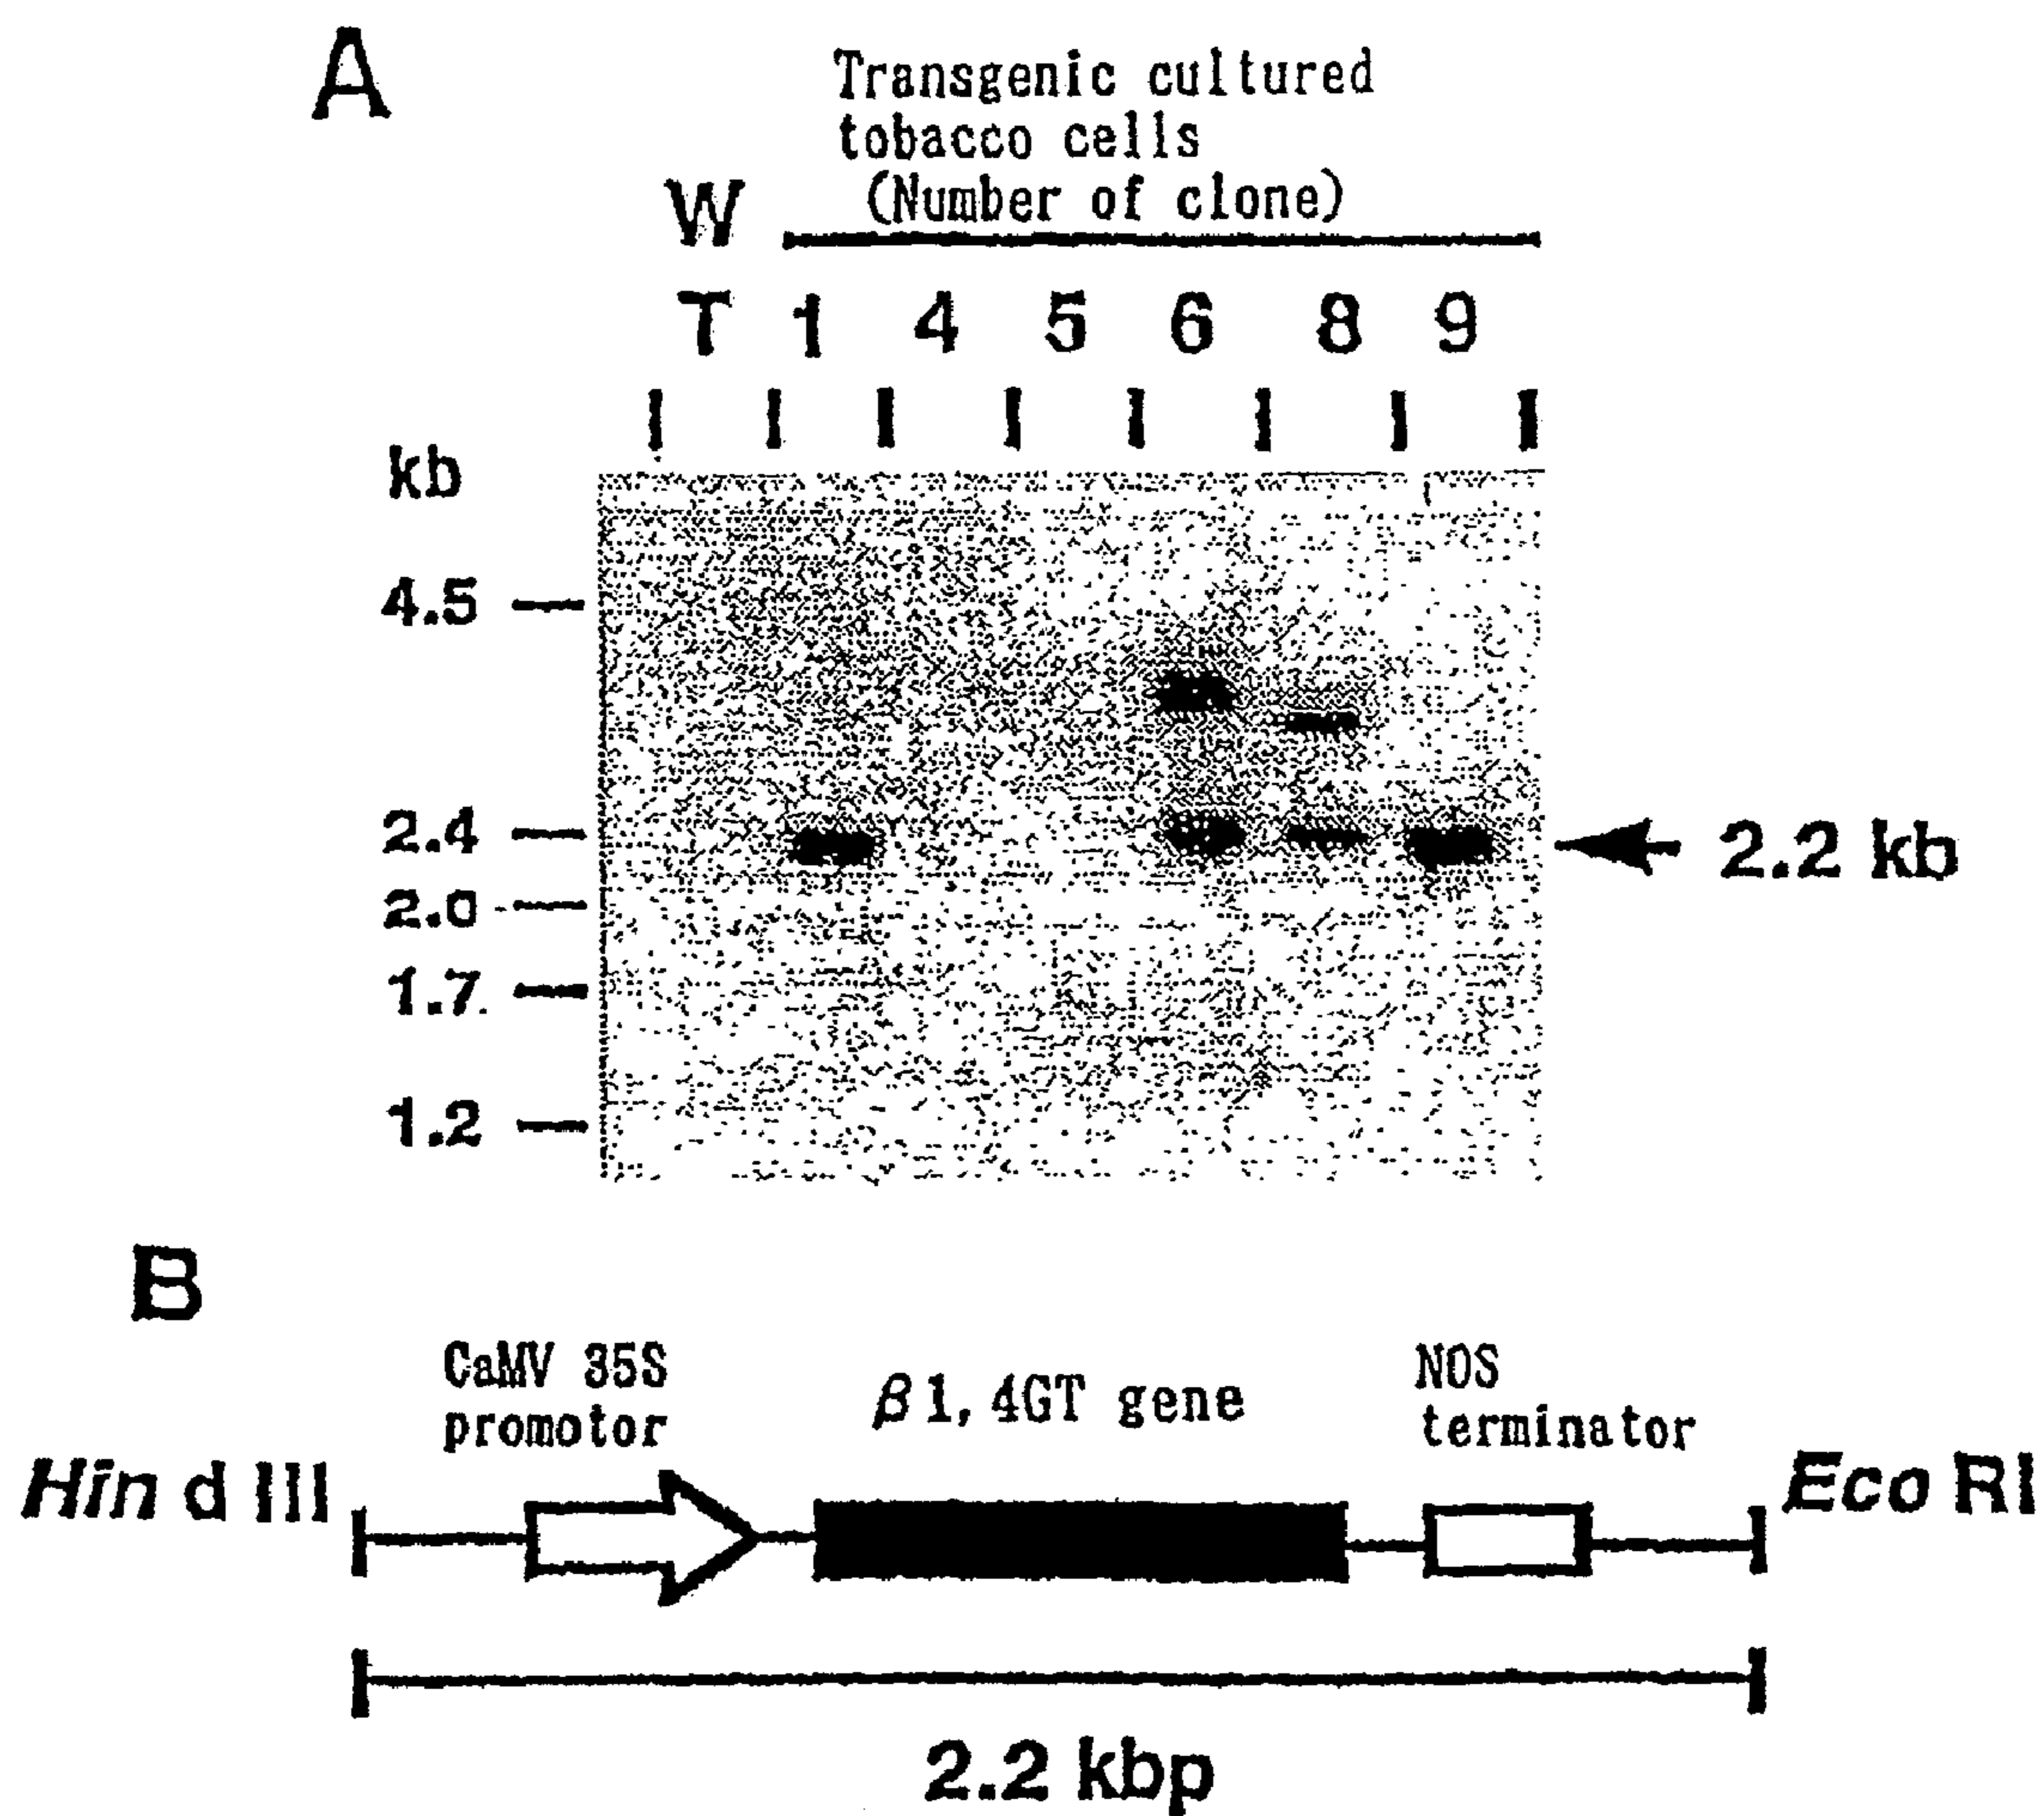 A
Transgenic cultured
tobacco cells
(Number of clone)
W
T 1 4 5 6 8 9
kb
4.5
2.4
2.2 kb
2.0
1.7
1.2
B
CaMV 35S
promotor
β1,4GT gene
NOS
terminator
Hin d III
Eco RI
2.2 kbp